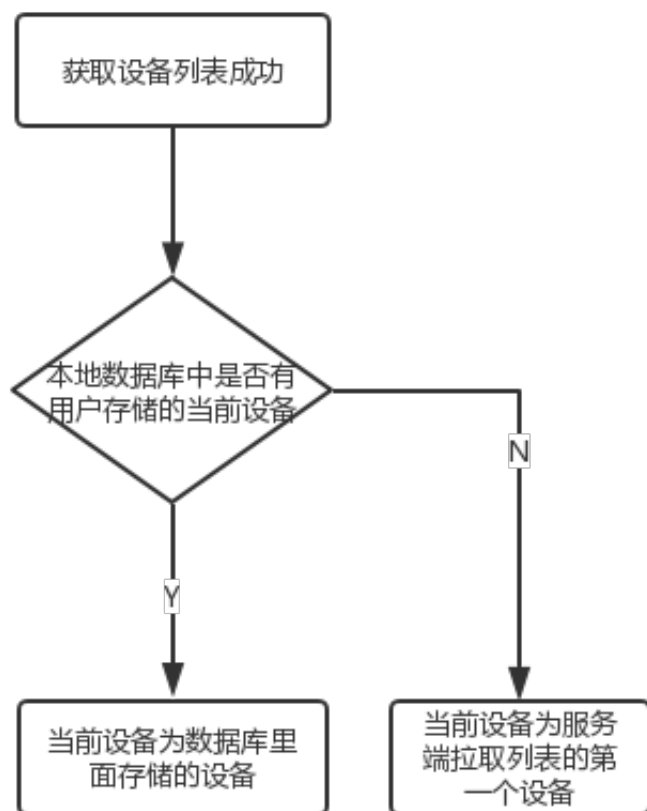 获取设备列表成功
本地数据库中是否有
用户存储的当前设备
N
Y
当前设备为数据库里
面存储的设备
当前设备为服务
端拉取列表的第
一个设备